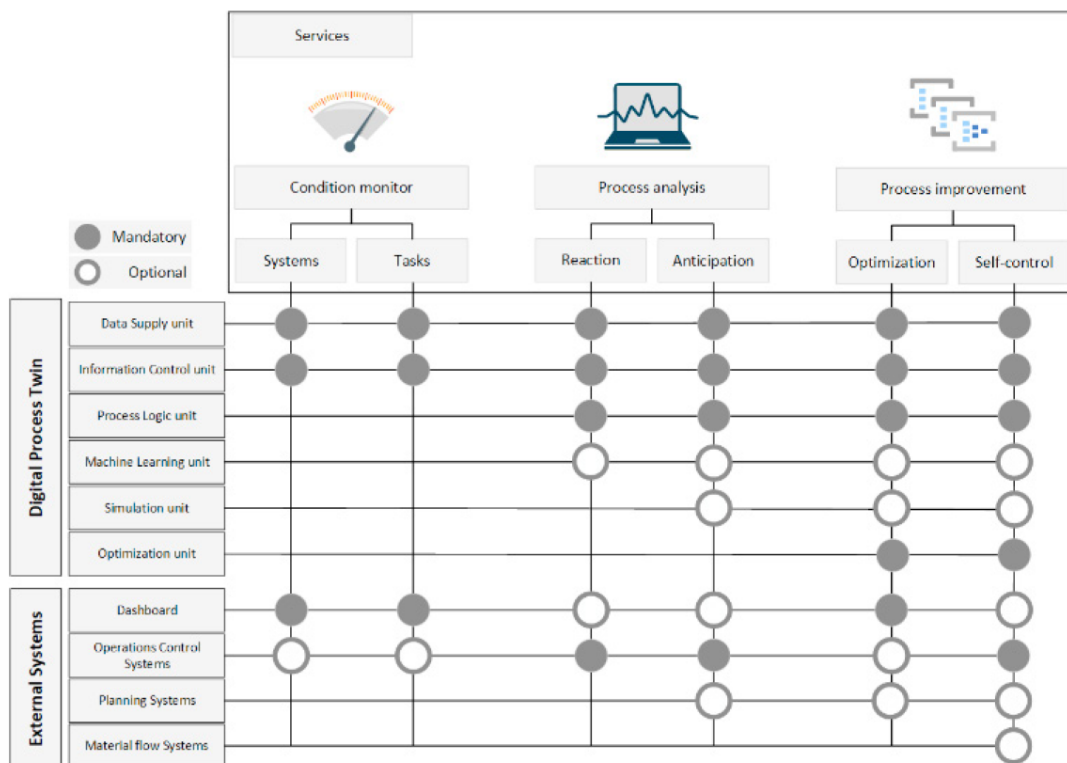 Services
Condition monitor
Process analysis
Process improvement
Mandatory
Optional
Systems
Tasks
Reaction
Anticipation
Optimization
Self-control
Digital Process Twin
Data Supply unit
Information Control unit
Process Logic unit
Machine Learning unit
Simulation unit
Optimization unit
External Systems
Dashboard
Operations Control
Systems
Planning Systems
Material flow Systems